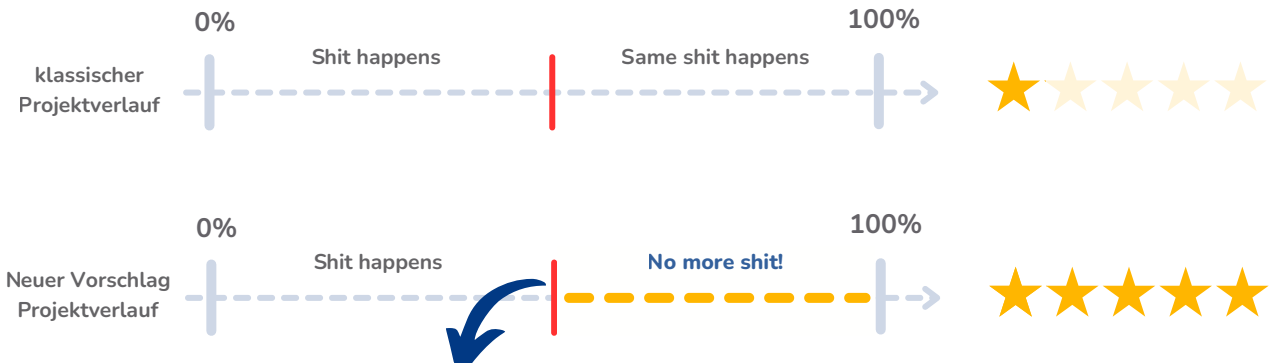 0%
100%
Shit happens
Same shit happens
klassischer
Projektverlauf
0%
100%
Shit happens
No more shit!
Neuer Vorschlag
Projektverlauf